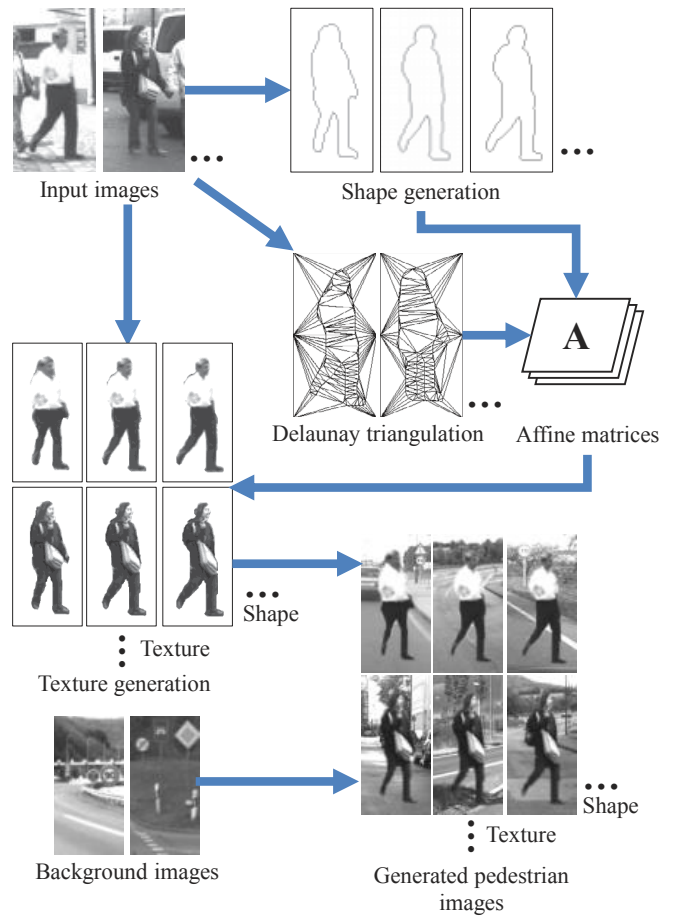 Input images
Shape generation
A
Delaunay triangulation
Affine matrices
Shape
Texture
Texture generation
Shape
Texture
Background images
Generated pedestrian
images